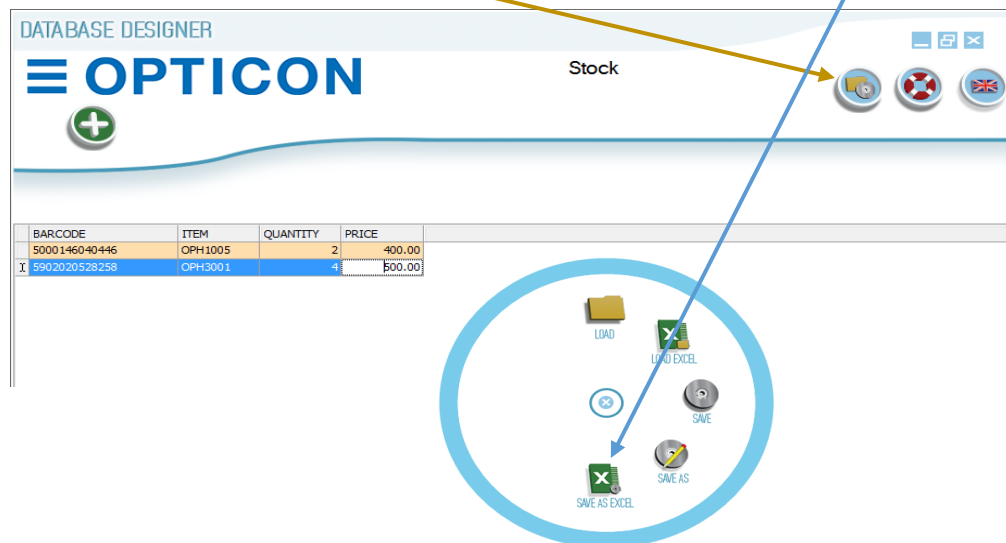 DATABASE DESIGNER
OPTICON
Stock
BARCODE ITEM QUANTITY PRICE
5000146040446 OPH1005 2 400.00
5902020528258 OPH3001 4 500.00
LOAD
LOAD EXCEL
SAVE
SAVE AS
SAVE AS EXCEL